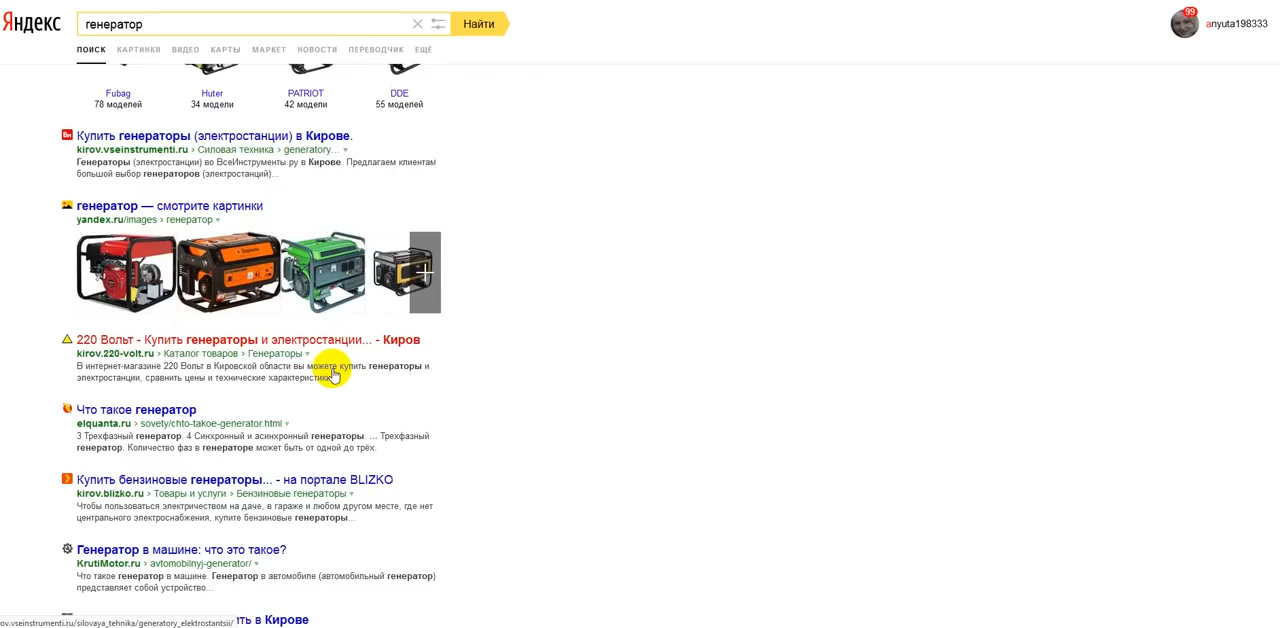 Яндекс
генератор
Найти
99
anyuta198333
ПОИСК КАРТИНКИ ВИДЕО КАРТЫ МАРКЕТ НОВОСТИ ПЕРЕВОДЧИК ЕЩЁ
Fubag Huter PATRIOT DDE
78 моделей 34 модели 42 модели 55 моделей
Купить генераторы (электростанции) в Кирове.
kirov.vseinstrumenti.ru › Силовая техника › generatory...
Генераторы (электростанции) во ВсеИнструменты.ру в Кирове. Предлагаем клиентам
большой выбор генераторов (электростанций)...
генератор — смотрите картинки
yandex.ru/images › генератор
220 Вольт - Купить генераторы и электростанции... - Киров
kirov.220-volt.ru › Каталог товаров › Генераторы
В интернет-магазине 220 Вольт в Кировской области вы можете купить генераторы и
электростанции, сравнить цены и технические характеристики
Что такое генератор
elquanta.ru › sovety/chto-takoe-generator.html
3 Трехфазный генератор. 4 Синхронный и асинхронный генераторы. ... Трехфазный
генератор. Количество фаз в генераторе может быть от одной до трёх.
Купить бензиновые генераторы... - на портале BLIZKO
kirov.blizko.ru › Товары и услуги › Бензиновые генераторы
Чтобы пользоваться электричеством на даче, в гараже и любом другом месте, где нет
центрального электроснабжения, купите бензиновые генераторы...
Генератор в машине: что это такое?
KrutiMotor.ru › avtomobilnyj-generator/
Что такое генератор в машине. Генератор в автомобиле (автомобильный генератор)
представляет собой устройство...
ить в Кирове
ov.vseinstrumenti.ru/silovaya_tehnika/generatory_elektrostantsii/